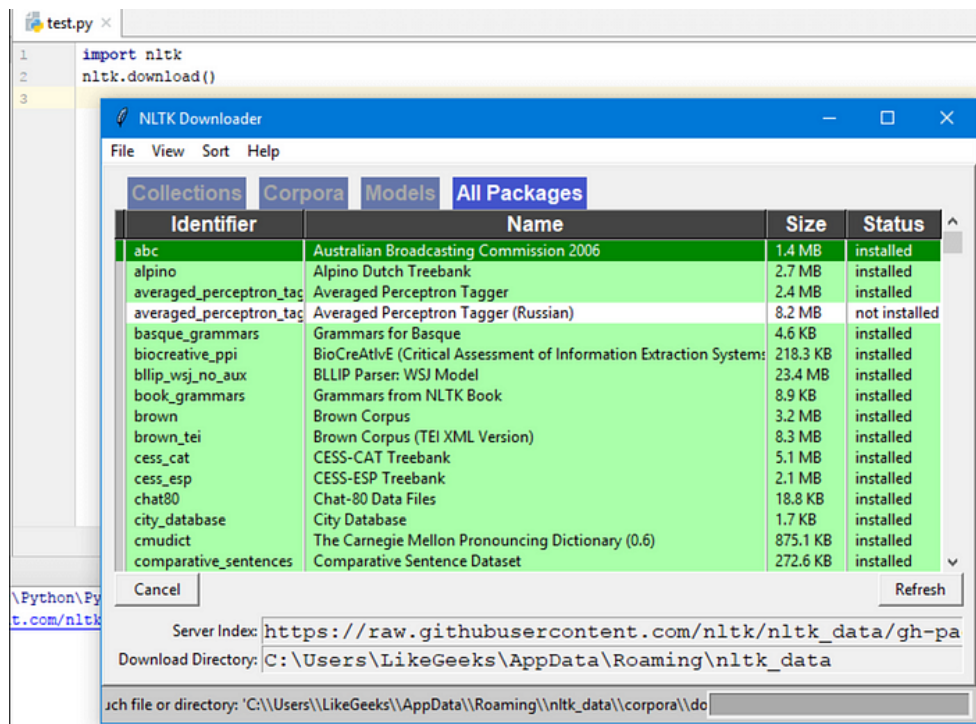 test.py
1 import nltk
2 nltk.download()
3
NLTK Downloader
File View Sort Help
Collections Corpora Models All Packages
Identifier Name Size Status
abc Australian Broadcasting Commission 2006 1.4 MB installed
alpino Alpino Dutch Treebank 2.7 MB installed
averaged_perceptron_tag Averaged Perceptron Tagger 2.4 MB installed
averaged_perceptron_tag Averaged Perceptron Tagger (Russian) 8.2 MB not installed
basque_grammars Grammars for Basque 4.6 KB installed
biocreative_ppi BioCreAtIvE (Critical Assessment of Information Extraction Systems 218.3 KB installed
bllip_wsj_no_aux BLLIP Parser: WSJ Model 23.4 MB installed
book_grammars Grammars from NLTK Book 8.9 KB installed
brown Brown Corpus 3.2 MB installed
brown_tei Brown Corpus (TEI XML Version) 8.3 MB installed
cess_cat CESS-CAT Treebank 5.1 MB installed
cess_esp CESS-ESP Treebank 2.1 MB installed
chat80 Chat-80 Data Files 18.8 KB installed
city_database City Database 1.7 KB installed
cmudict The Carnegie Mellon Pronouncing Dictionary (0.6) 875.1 KB installed
comparative_sentences Comparative Sentence Dataset 272.6 KB installed
Cancel Refresh
\Python\Py
t.com/nltk
Server Index: https://raw.githubusercontent.com/nltk/nltk_data/gh-pa
Download Directory: C:\Users\LikeGeeks\AppData\Roaming\nltk_data
uch file or directory: 'C:\\Users\\LikeGeeks\\AppData\\Roaming\\nltk_data\\corpora\\do